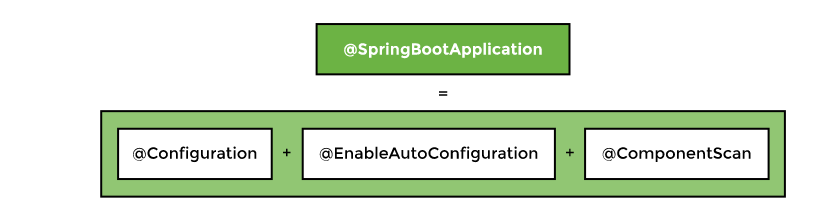 @SpringBootApplication
=
@Configuration + @EnableAutoConfiguration + @ComponentScan